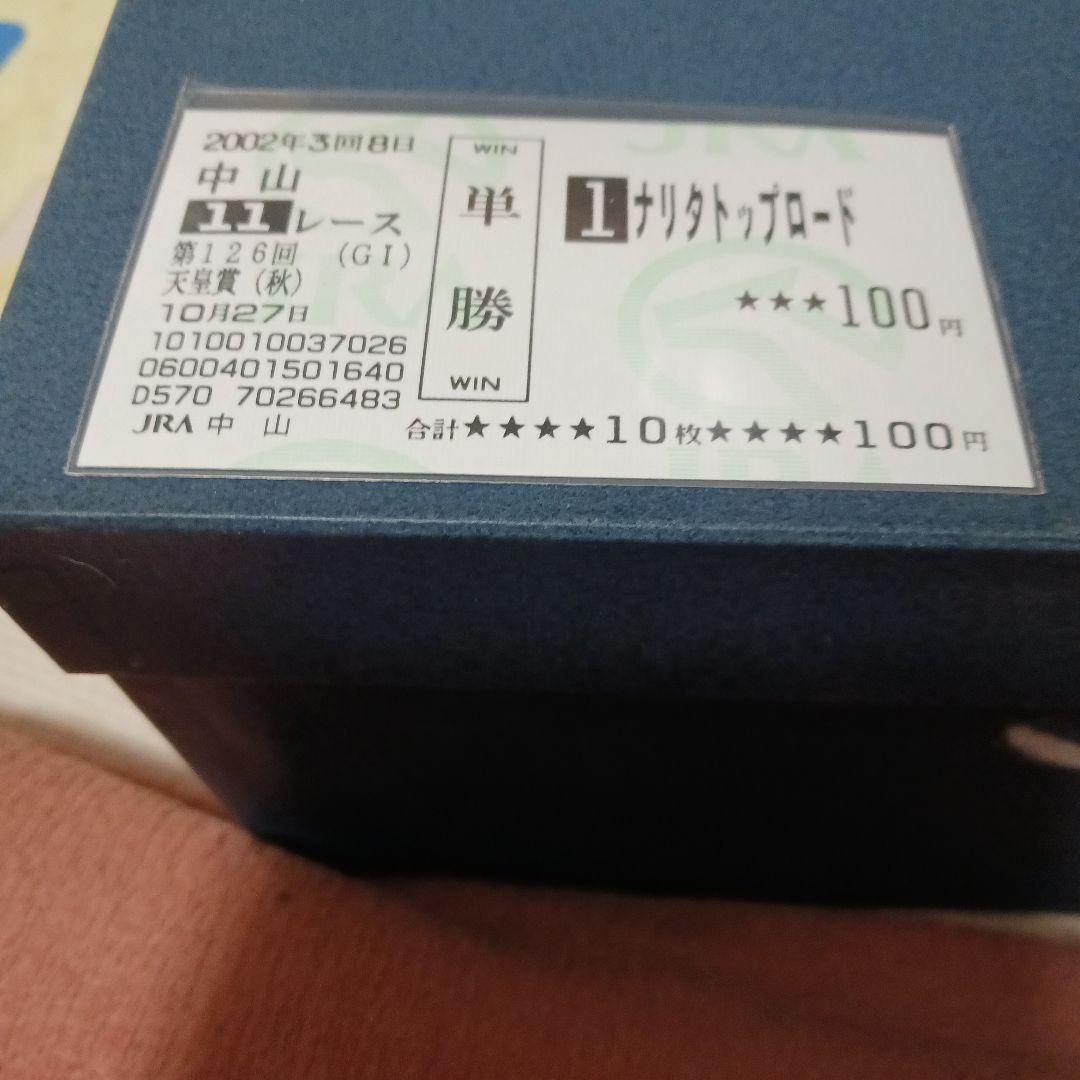 2002年3回8日
中山
11レース
第126回 (GI)
天皇賞(秋)
10月27日
1010010037026
0600401501640
D570 70266483
JRA 中 山
WIN
単勝
WIN
1 ナリタトップロード
★★★100円
合計★★★★10枚★★★★100円
JRA